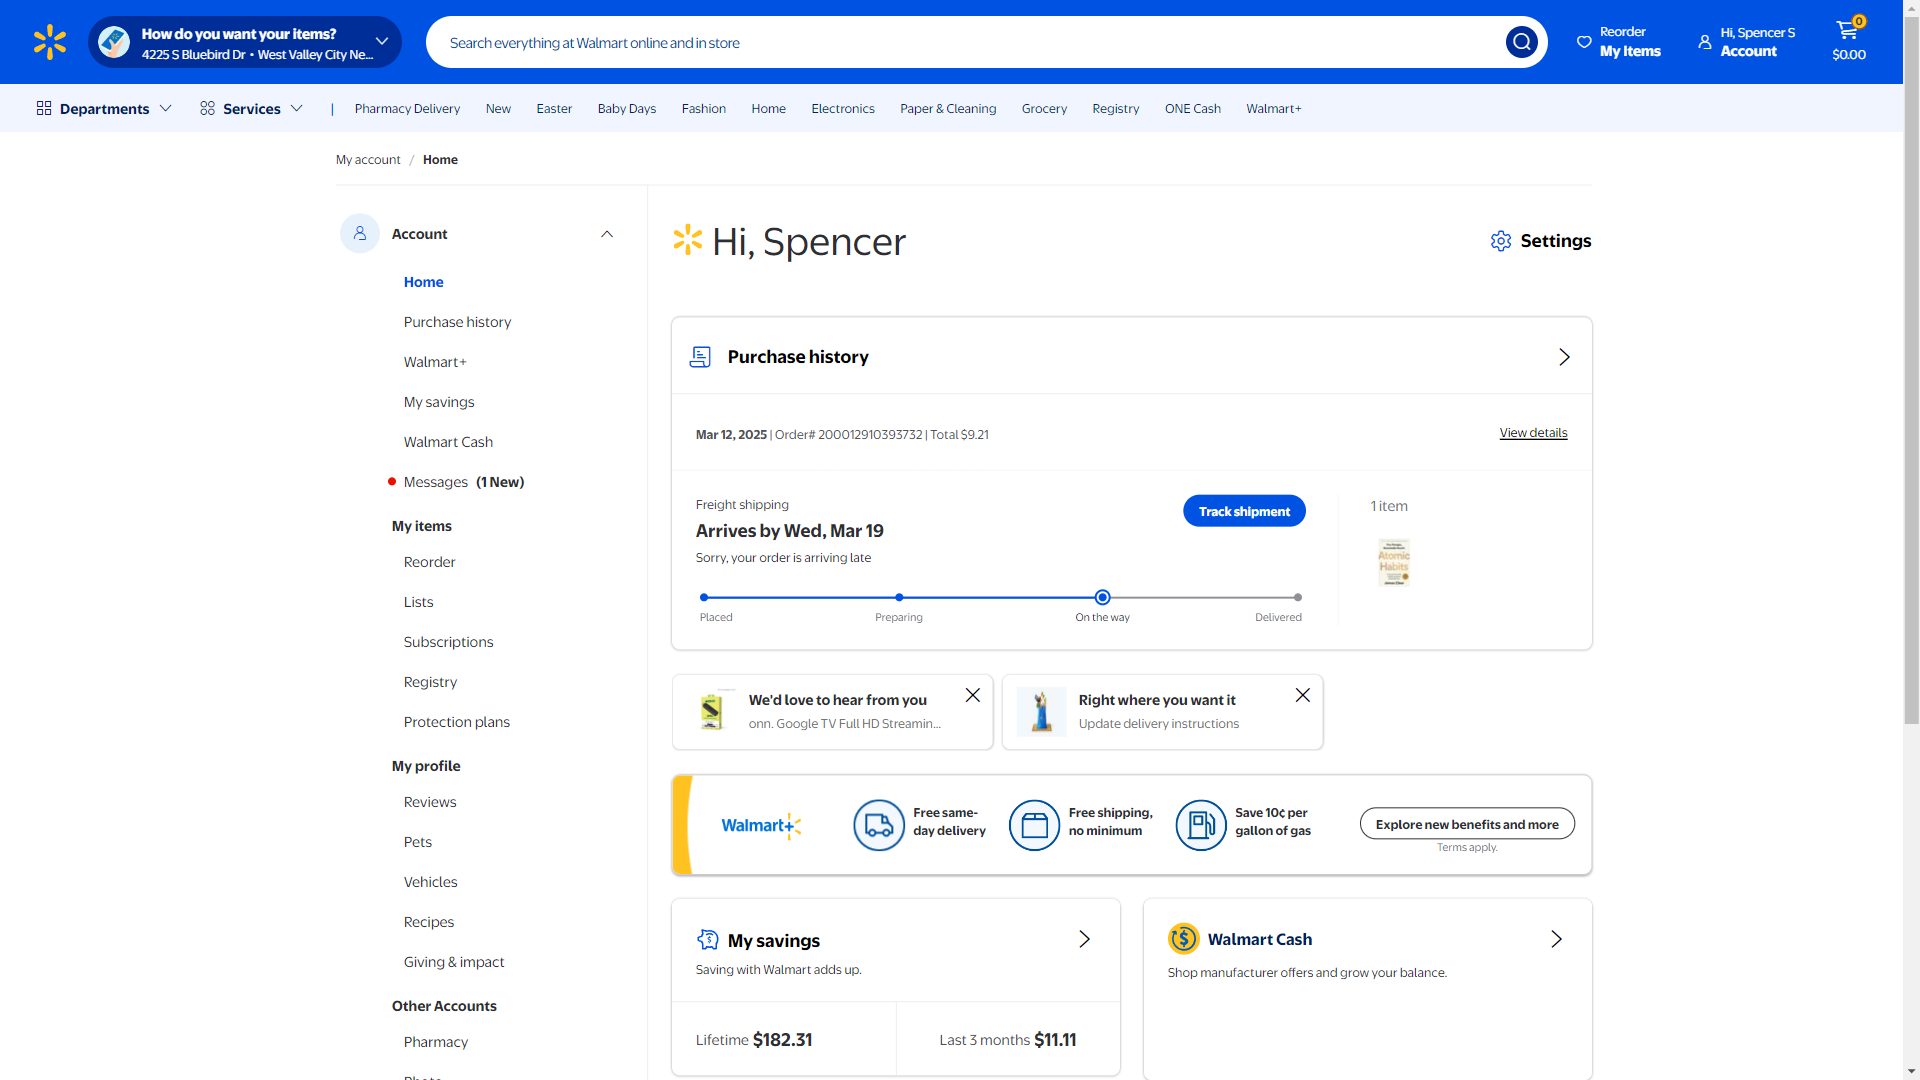 How do you want your items?
4225 S Bluebird Dr • West Valley City Ne...
Search everything at Walmart online and in store
Reorder
My Items
Hi, Spencer S
Account
0
$0.00
Departments
Services
|
Pharmacy Delivery
New
Easter
Baby Days
Fashion
Home
Electronics
Paper & Cleaning
Grocery
Registry
ONE Cash
Walmart+
My account / Home
Account
Home
Purchase history
Walmart+
My savings
Walmart Cash
Messages (1 New)
My items
Reorder
Lists
Subscriptions
Registry
Protection plans
My profile
Reviews
Pets
Vehicles
Recipes
Giving & impact
Other Accounts
Pharmacy
Hi, Spencer
Settings
Purchase history
Mar 12, 2025 | Order# 200012910393732 | Total $9.21
View details
Freight shipping
Arrives by Wed, Mar 19
Sorry, your order is arriving late
Track shipment
Placed
Preparing
On the way
Delivered
1 item
Atomic
Habits
We'd love to hear from you
onn. Google TV Full HD Streamin...
Right where you want it
Update delivery instructions
Walmart+
Free same-
day delivery
Free shipping,
no minimum
Save 10¢ per
gallon of gas
Explore new benefits and more
Terms apply.
My savings
Saving with Walmart adds up.
Lifetime $182.31
Last 3 months $11.11
Walmart Cash
Shop manufacturer offers and grow your balance.